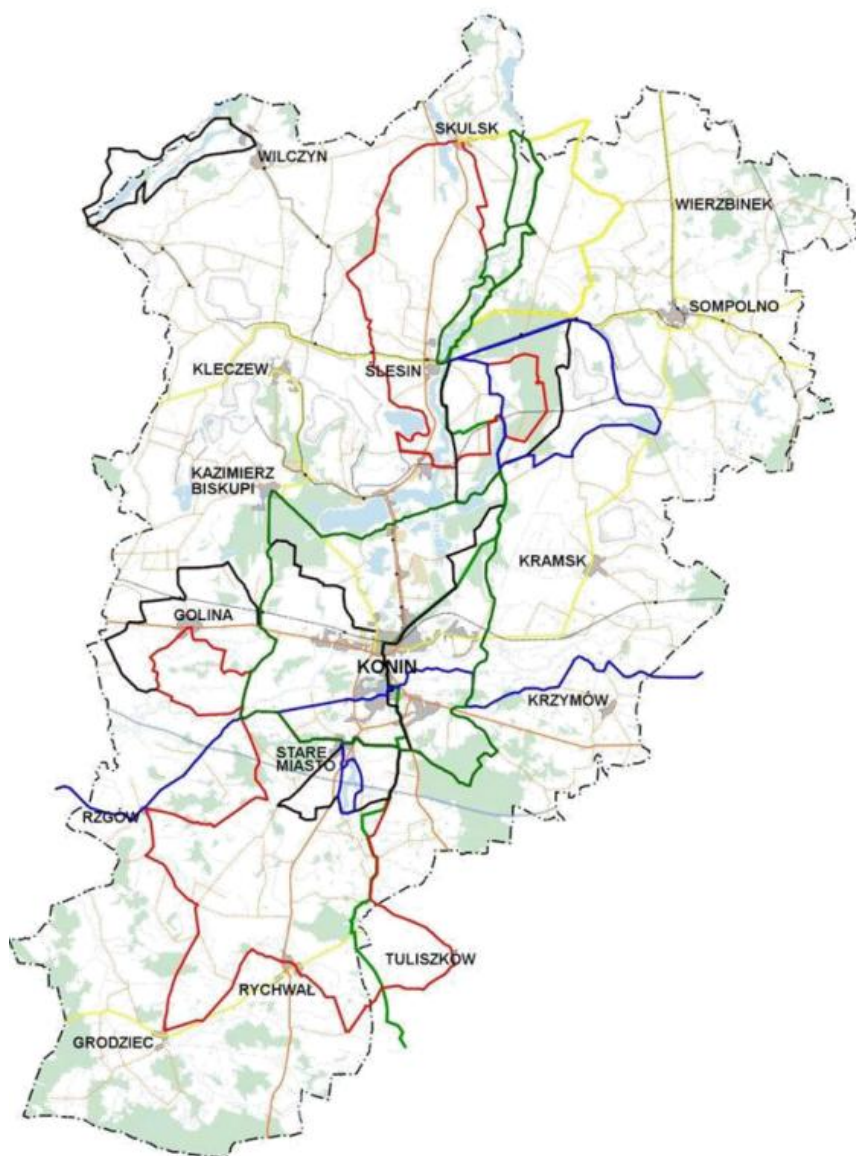 SKULSK
WILCZYN
WIERZBINEK
SOMPOLNO
KLECZEW
ŚLESIN
KAZIMIERZ
BISKUPI
KRAMSK
GOLINA
KONIN
KRZYMÓW
STARE
MIASTO
RZGÓW
TULISZKÓW
RYCHWAŁ
GRODZIEC